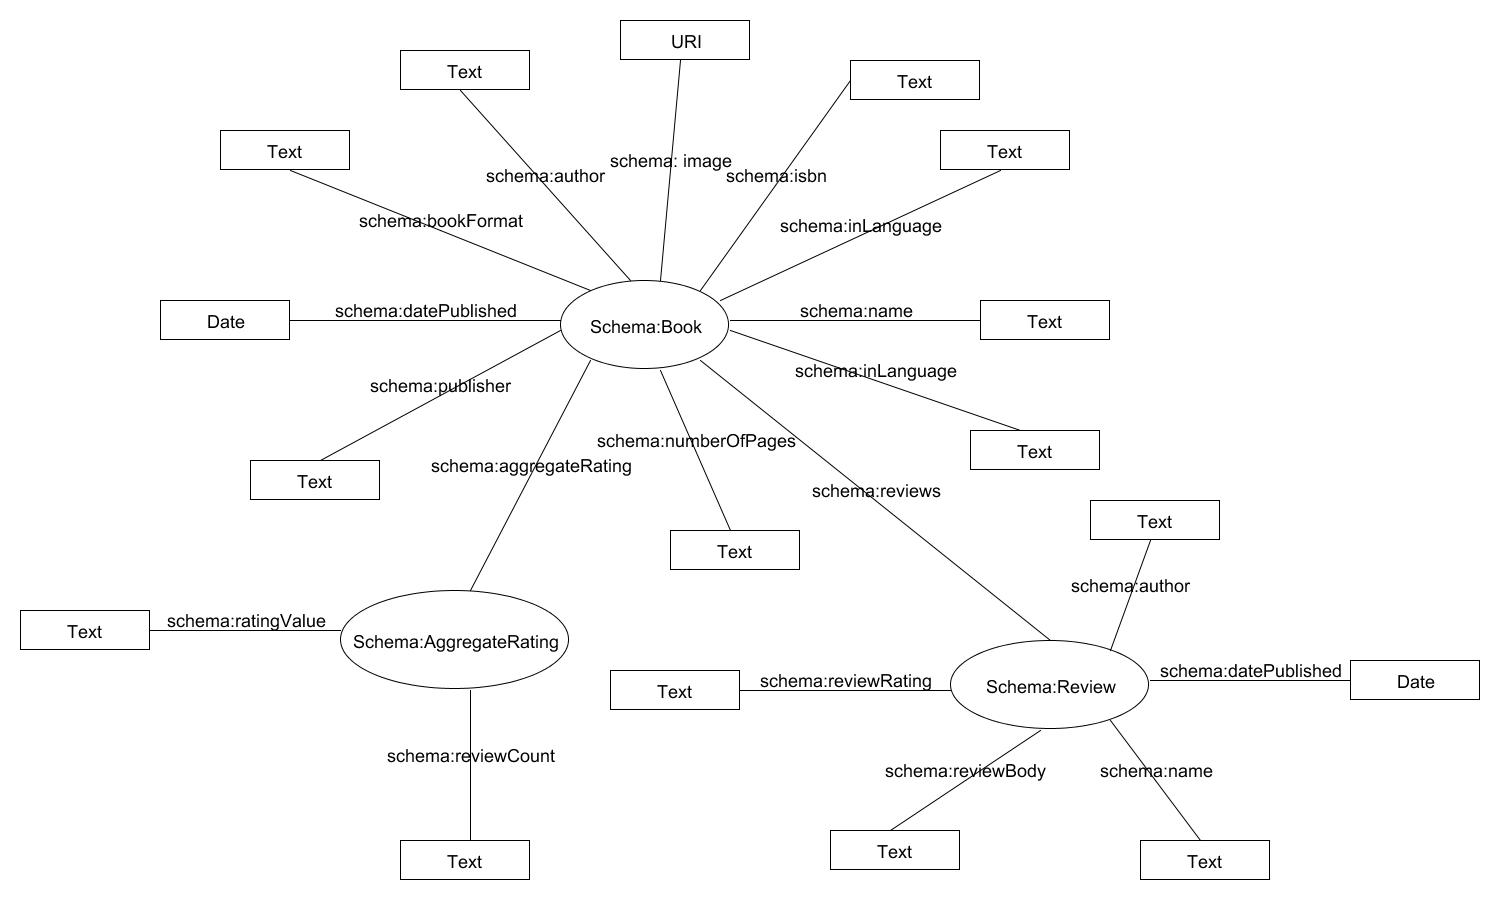 URI
Text
Text
Text
Text
schema: image
schema:author
schema:isbn
schema:bookFormat
schema:inLanguage
Date
schema:datePublished
Schema:Book
schema:name
Text
schema:publisher
schema:inLanguage
Text
schema:numberOfPages
Text
schema:aggregateRating
Text
schema:reviews
Text
schema:author
Text
schema:ratingValue
Schema:AggregateRating
Text
schema:reviewRating
Schema:Review
schema:datePublished
Date
schema:reviewCount
schema:reviewBody
schema:name
Text
Text
Text